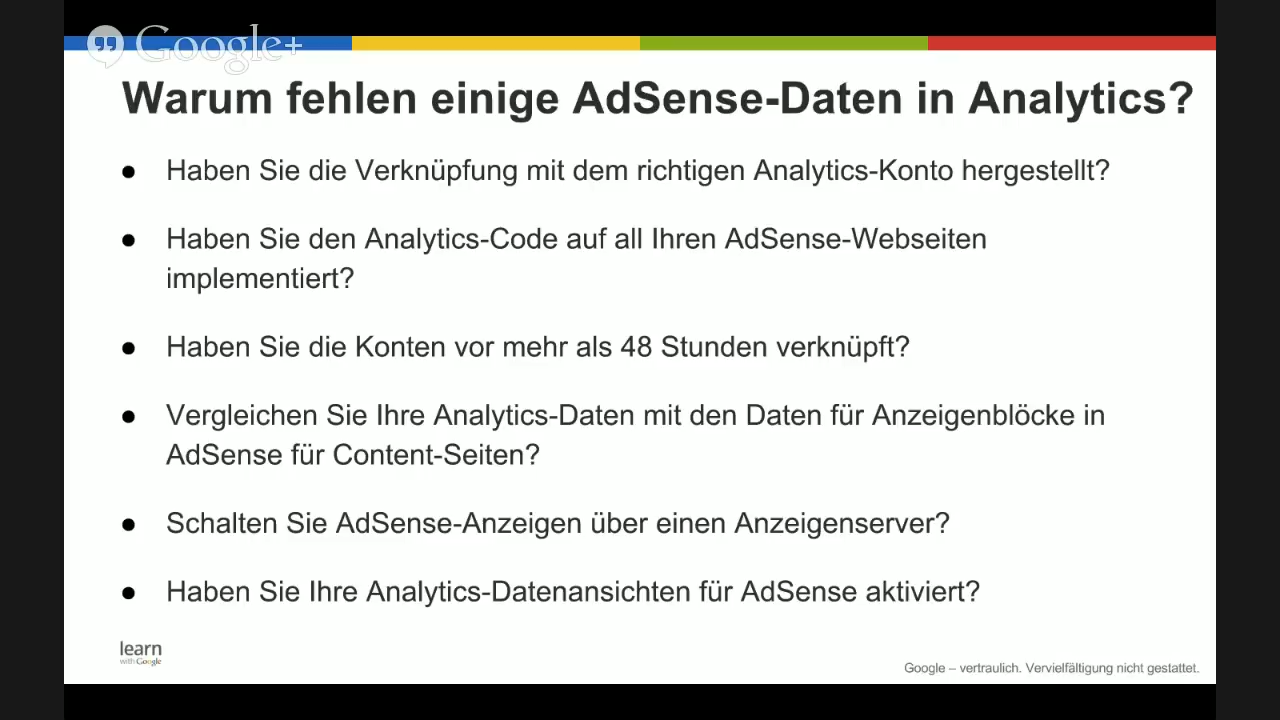 Google+
Warum fehlen einige AdSense-Daten in Analytics?
● Haben Sie die Verknüpfung mit dem richtigen Analytics-Konto hergestellt?
● Haben Sie den Analytics-Code auf all Ihren AdSense-Webseiten
implementiert?
● Haben Sie die Konten vor mehr als 48 Stunden verknüpft?
● Vergleichen Sie Ihre Analytics-Daten mit den Daten für Anzeigenblöcke in
AdSense für Content-Seiten?
● Schalten Sie AdSense-Anzeigen über einen Anzeigenserver?
● Haben Sie Ihre Analytics-Datenansichten für AdSense aktiviert?
learn
with Google
Google – vertraulich. Vervielfältigung nicht gestattet.